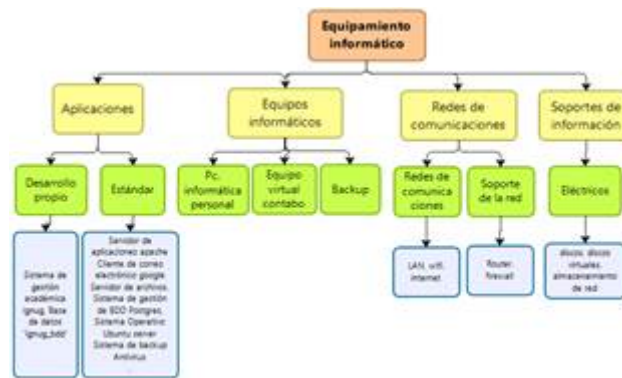 Equipamiento
informático
Aplicaciones
Equipos
informáticos
Redes de
comunicaciones
Soportes de
información
Desarrollo
propio
Estándar
Pc.
informática
personal
Equipo
virtual
contabo
Backup
Redes de
comunica
ciones
Soporte
de la red
Eléctricos
Sistema de
gestión
académica
ignug, Base
de datos
'ignug_bdd'
Servidor de
aplicaciones apache
Cliente de correo
electrónico google
Servidor de archivos,
Sistema de gestión
de BDD Postgres,
Sistema Operativo
Ubuntu server
Sistema de backup
Antivirus
LAN, wifi,
internet
Router,
firewall
discos, discos
virtuales,
almacenamiento
de red